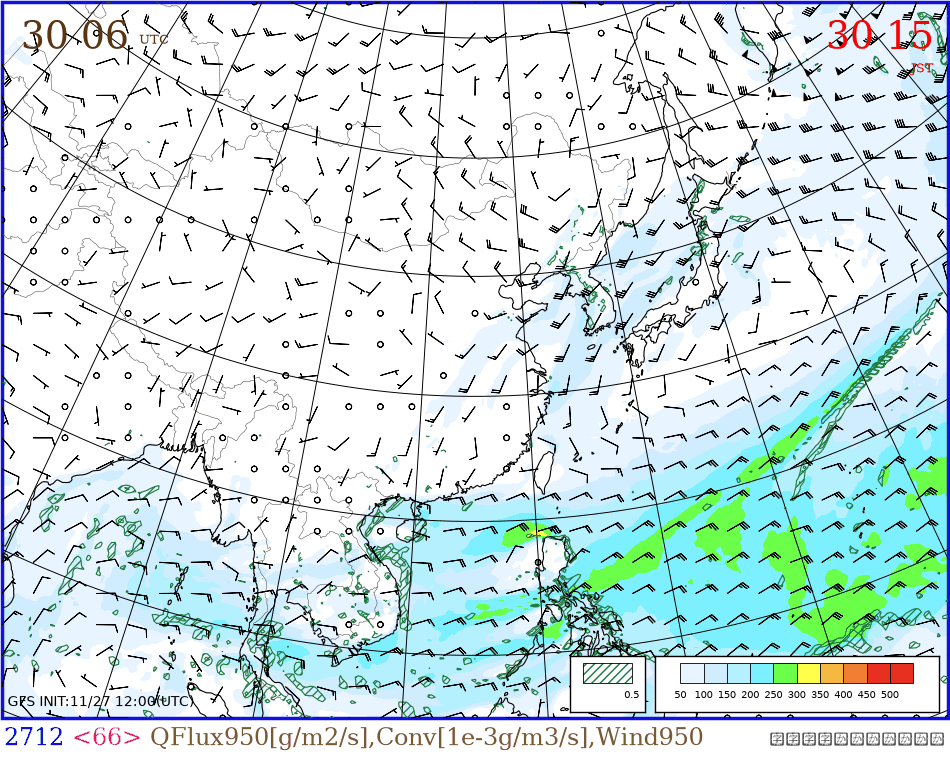 30 06 UTC
30 15
JST
0.5
50 100 150 200 250 300 350 400 450 500
GFS INIT:11/27 12:00(UTC)
2712 <66> QFlux950[g/m2/s],Conv[1e-3g/m3/s],Wind950